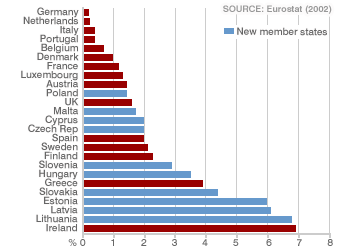 SOURCE: Eurostat (2002)
New member states
Germany
Netherlands
Italy
Portugal
Belgium
Denmark
France
Luxembourg
Austria
Poland
UK
Malta
Cyprus
Czech Rep
Spain
Sweden
Finland
Slovenia
Hungary
Greece
Slovakia
Estonia
Latvia
Lithuania
Ireland
% 0 1 2 3 4 5 6 7 8